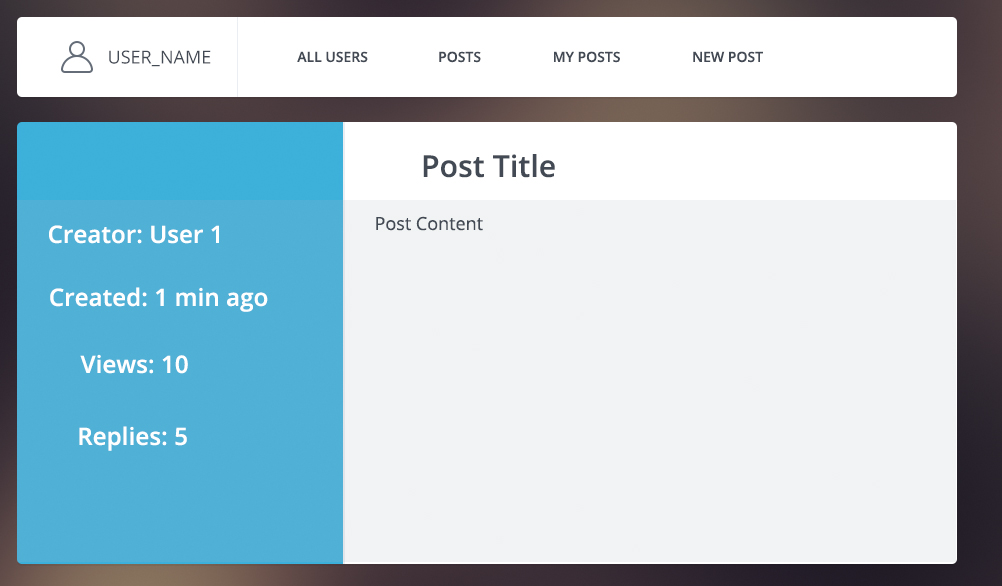 USER_NAME
ALL USERS
POSTS
MY POSTS
NEW POST
Post Title
Creator: User 1
Created: 1 min ago
Views: 10
Replies: 5
Post Content